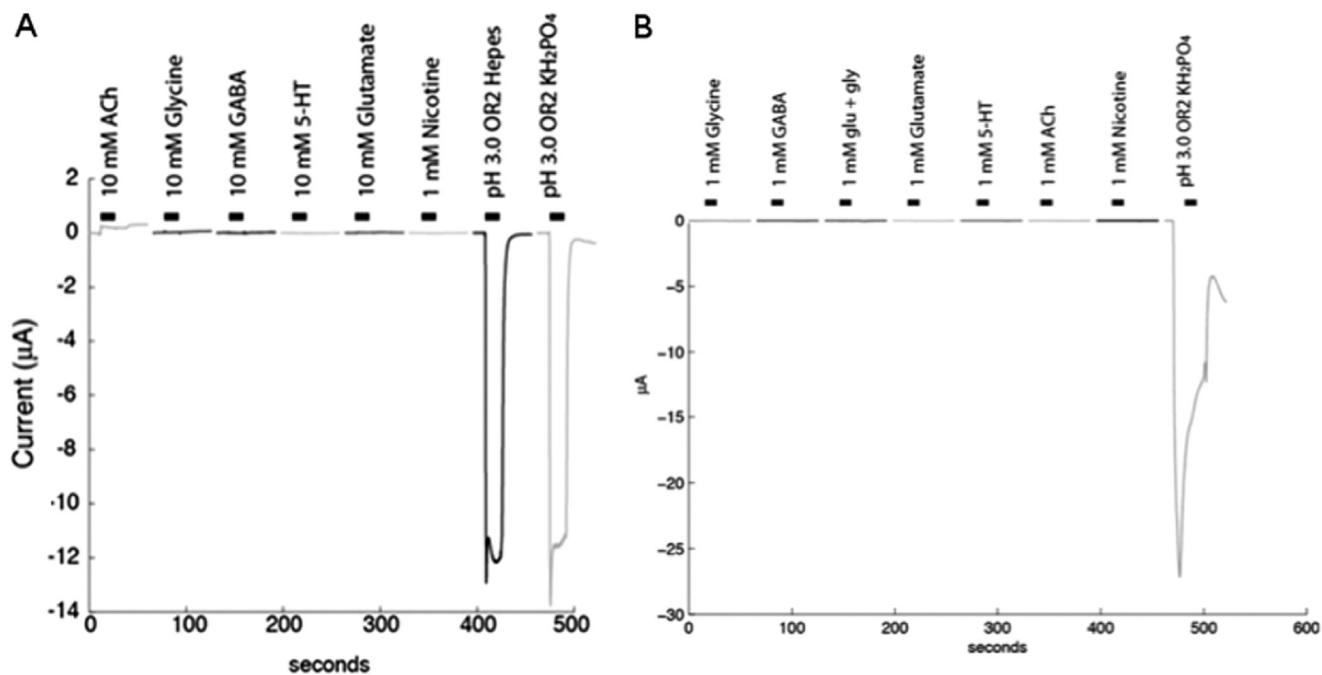 A
10 mM ACh
10 mM Glycine
10 mM GABA
10 mM 5-HT
10 mM Glutamate
1 mM Nicotine
pH 3.0 OR2 Hepes
pH 3.0 OR2 KH2PO4
2
0
-2
-4
-6
-8
-10
-12
-14
Current (µA)
0
100
200
300
400
500
seconds
B
1 mM Glycine
1 mM GABA
1 mM glu + gly
1 mM Glutamate
1 mM 5-HT
1 mM ACh
1 mM Nicotine
pH 3.0 OR2 KH2PO4
0
−5
−10
−15
−20
−25
−30
µA
0
100
200
300
400
500
600
seconds